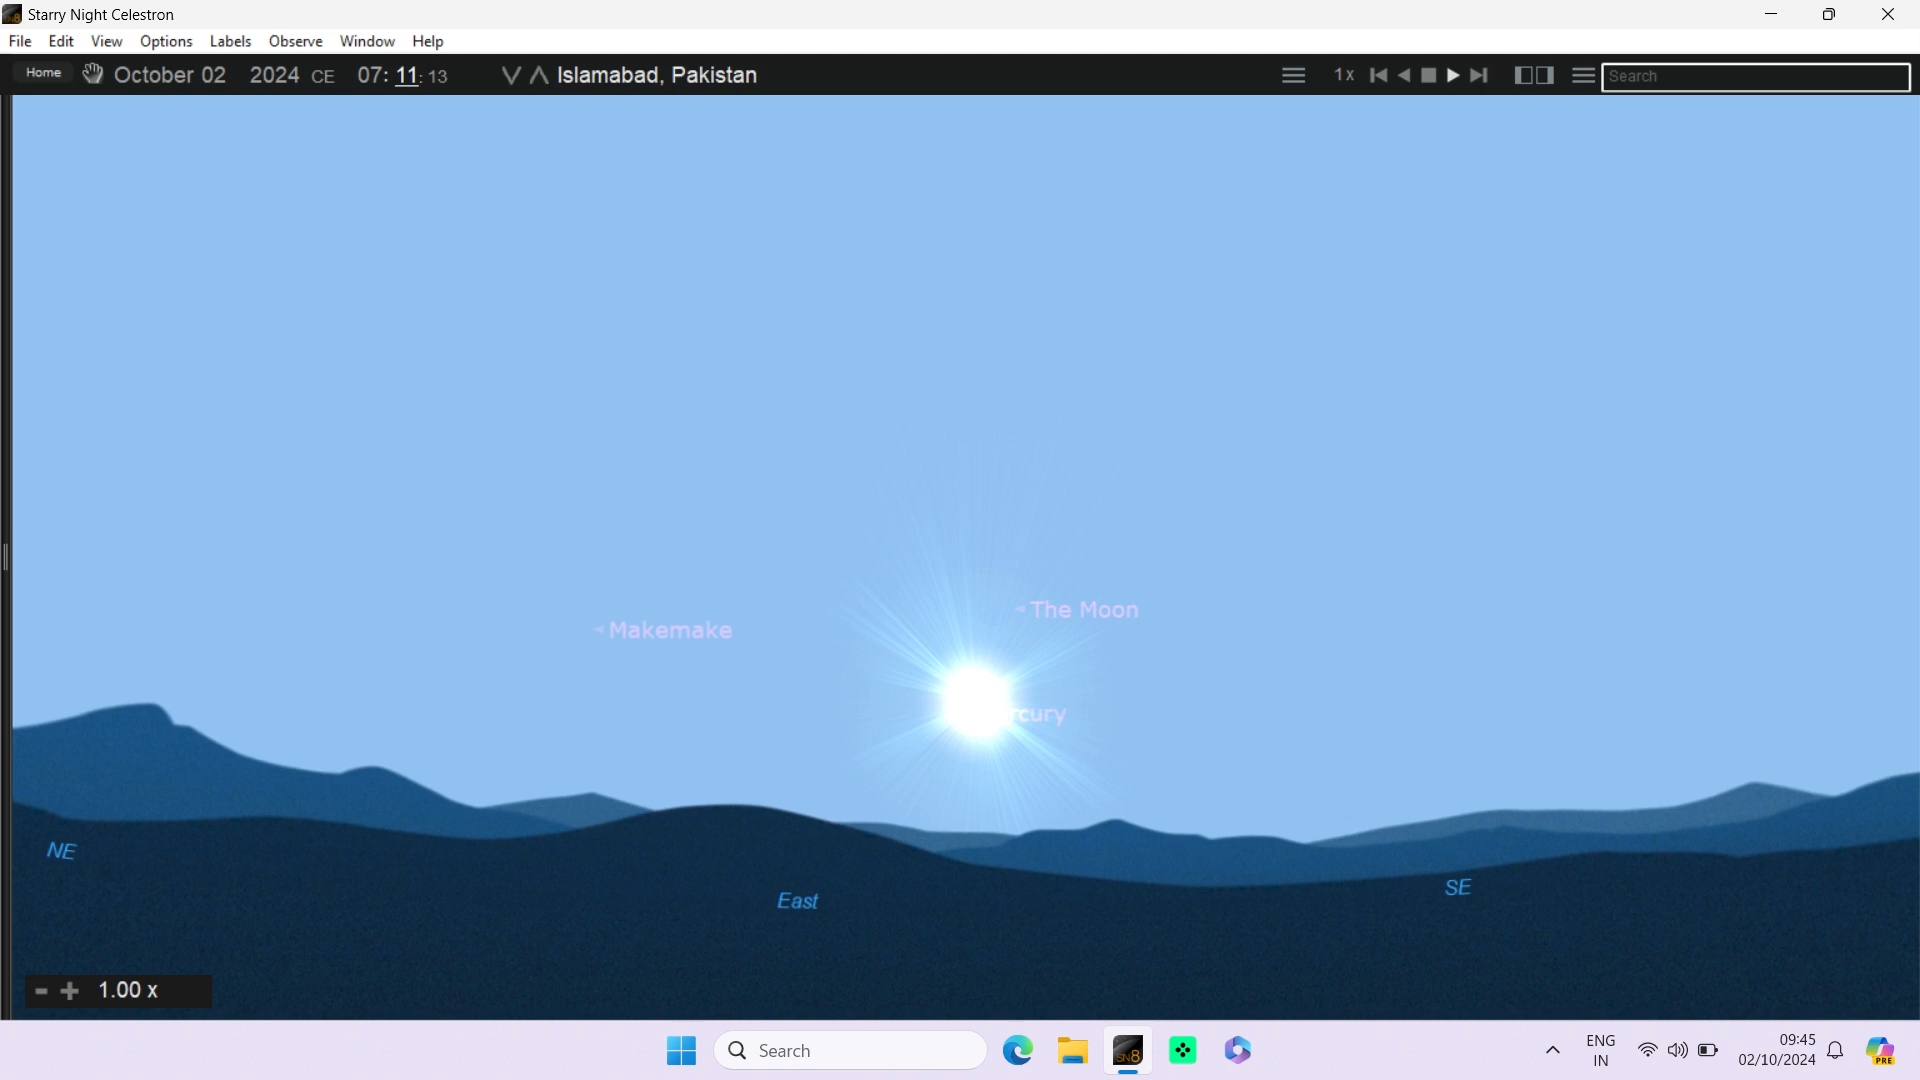 Starry Night Celestron
File Edit View Options Labels Observe Window Help
Home October 02 2024 CE 07: 11: 13 Islamabad, Pakistan 1x Search
The Moon
Makemake
rcury
NE
SE
East
1.00 x
Search
ENG
IN
09:45
02/10/2024
SN8
PRE